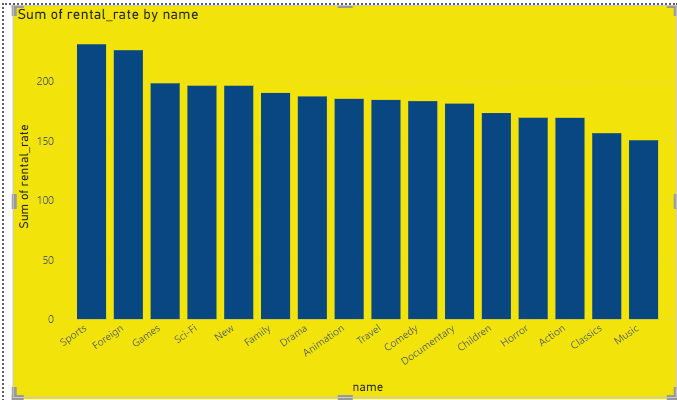 Sum of rental_rate by name
Sum of rental_rate
200
150
100
50
0
Sports
Foreign
Games
Sci-Fi
New
Family
Drama
Animation
Travel
Comedy
Documentary
Children
Horror
Action
Classics
Music
name